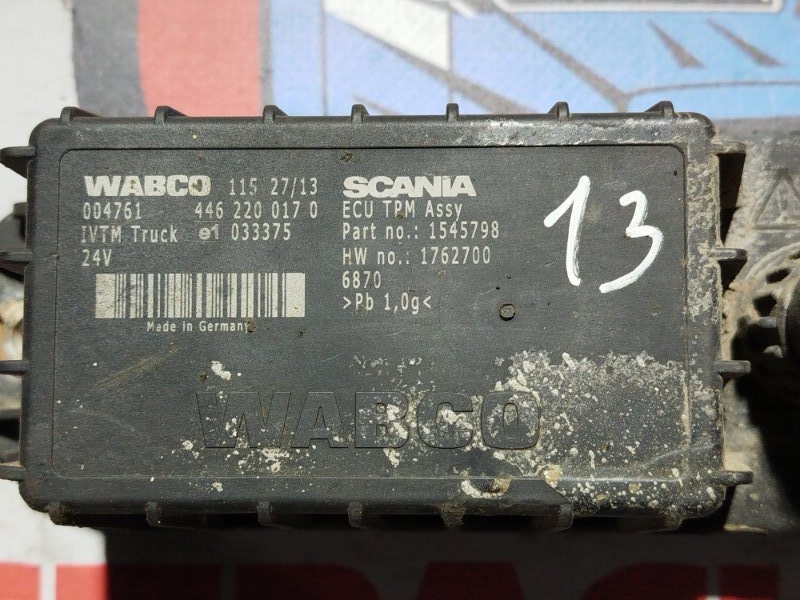 WABCO 115 27/13
004761 446 220 017 0
IVTM Truck e1 033375
24V
Made in Germany
SCANIA
ECU TPM Assy
Part no.: 1545798
HW no.: 1762700
6870
>Pb 1,0g<
13
WABCO